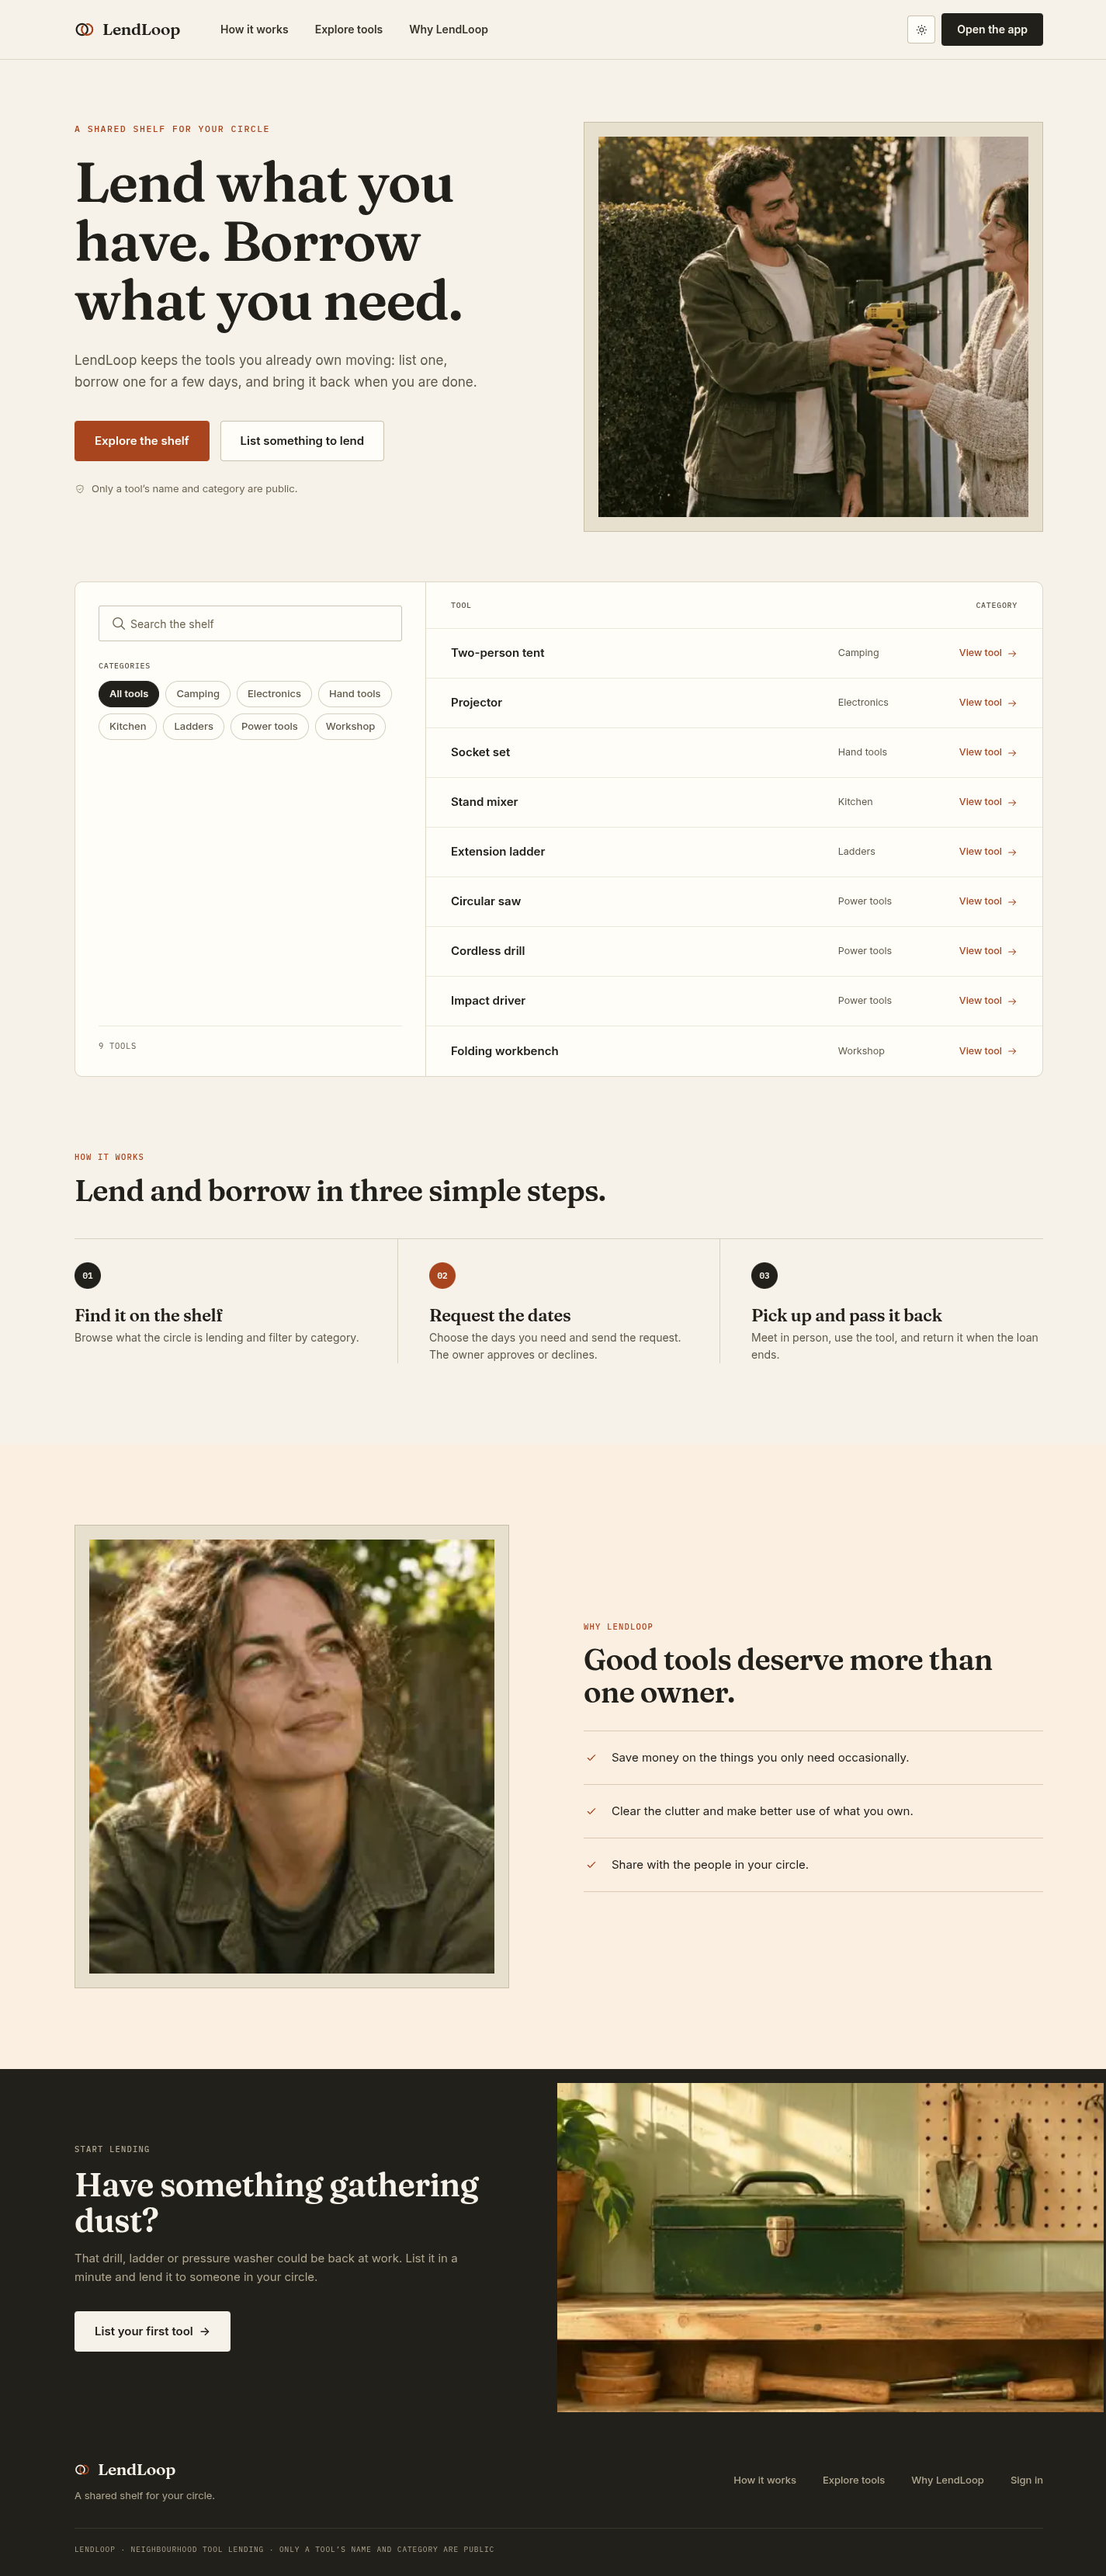 LendLoop
How it works
Explore tools
Why LendLoop
Open the app
A SHARED SHELF FOR YOUR CIRCLE
Lend what you
have. Borrow
what you need.
LendLoop keeps the tools you already own moving: list one,
borrow one for a few days, and bring it back when you are done.
Explore the shelf
List something to lend
Only a tool’s name and category are public.
Search the shelf
CATEGORIES
All tools
Camping
Electronics
Hand tools
Kitchen
Ladders
Power tools
Workshop
9 TOOLS
TOOL
CATEGORY
Two-person tent
Camping
View tool →
Projector
Electronics
View tool →
Socket set
Hand tools
View tool →
Stand mixer
Kitchen
View tool →
Extension ladder
Ladders
View tool →
Circular saw
Power tools
View tool →
Cordless drill
Power tools
View tool →
Impact driver
Power tools
View tool →
Folding workbench
Workshop
View tool →
HOW IT WORKS
Lend and borrow in three simple steps.
01
Find it on the shelf
Browse what the circle is lending and filter by category.
02
Request the dates
Choose the days you need and send the request.
The owner approves or declines.
03
Pick up and pass it back
Meet in person, use the tool, and return it when the loan
ends.
WHY LENDLOOP
Good tools deserve more than
one owner.
Save money on the things you only need occasionally.
Clear the clutter and make better use of what you own.
Share with the people in your circle.
START LENDING
Have something gathering
dust?
That drill, ladder or pressure washer could be back at work. List it in a
minute and lend it to someone in your circle.
List your first tool →
LendLoop
A shared shelf for your circle.
How it works
Explore tools
Why LendLoop
Sign in
LENDLOOP · NEIGHBOURHOOD TOOL LENDING · ONLY A TOOL'S NAME AND CATEGORY ARE PUBLIC